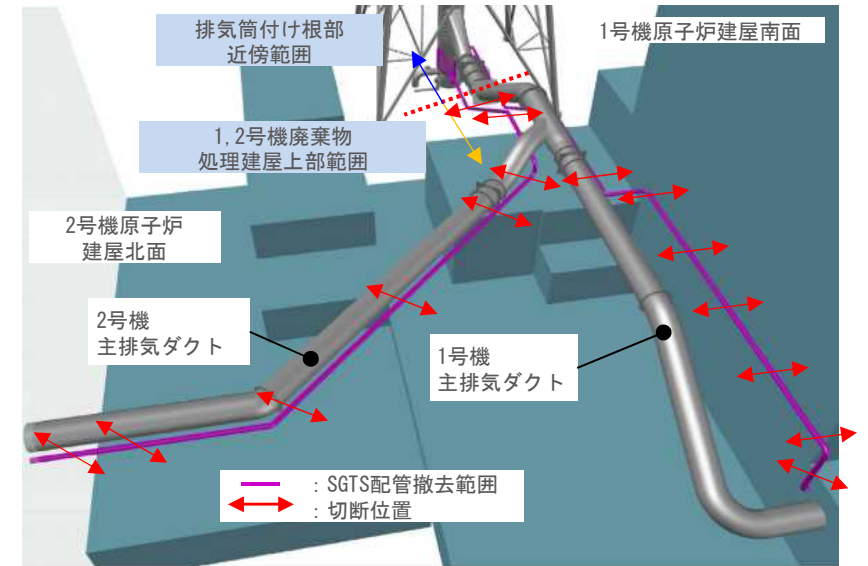 排気筒付け根部
近傍範囲
1号機原子炉建屋南面
1,2号機廃棄物
処理建屋上部範囲
2号機原子炉
建屋北面
2号機
主排気ダクト
1号機
主排気ダクト
：SGTS配管撤去範囲
：切断位置